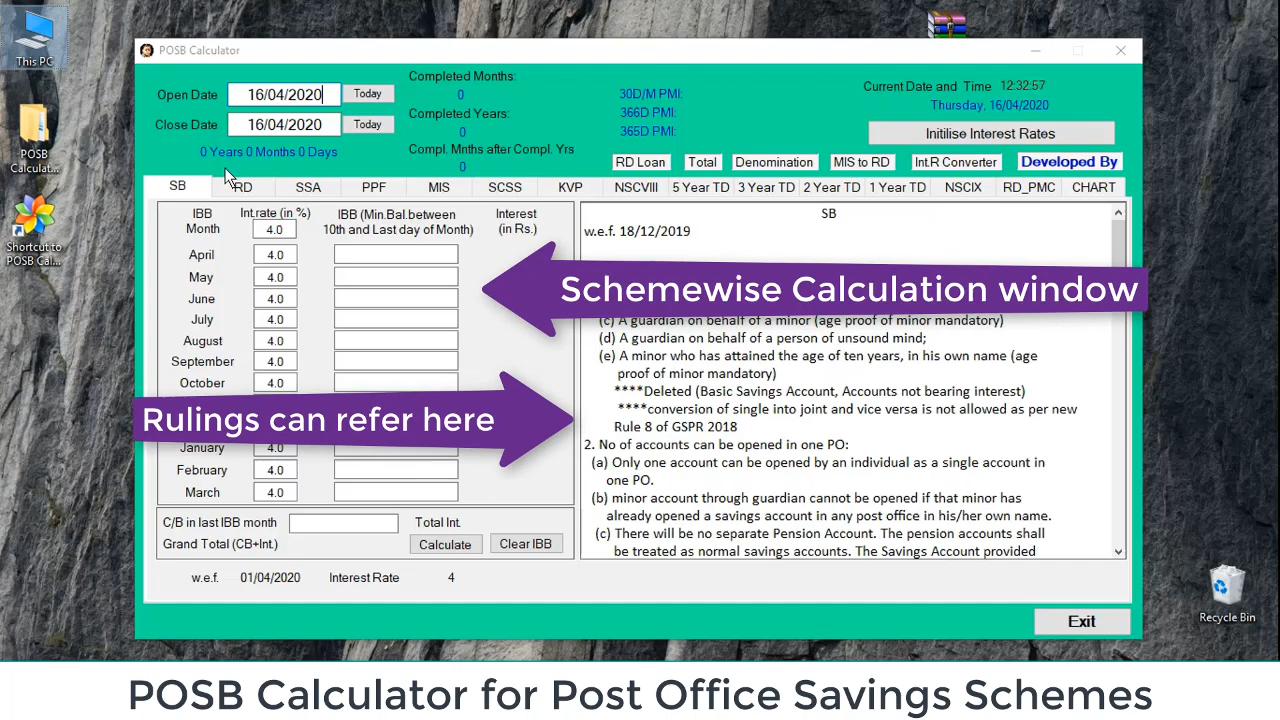 This PC
POSB
Calculat...
Shortcut to
POSB Cal...
Recycle Bin
POSB Calculator
Open Date 16/04/2020 Today
Close Date 16/04/2020 Today
0 Years 0 Months 0 Days
Completed Months:
0
Completed Years:
0
Compl. Mnths after Compl. Yrs
0
30D/M PMI:
366D PMI:
365D PMI:
Current Date and Time 12:32:57
Thursday, 16/04/2020
Initilise Interest Rates
RD Loan Total Denomination MIS to RD Int.R Converter Developed By
SB RD SSA PPF MIS SCSS KVP NSCVIII 5 Year TD 3 Year TD 2 Year TD 1 Year TD NSCIX RD_PMC CHART
IBB Month
Int.rate (in %)
4.0
IBB (Min.Bal.between
10th and Last day of Month)
Interest
(in Rs.)
April 4.0
May 4.0
June 4.0
July 4.0
August 4.0
September 4.0
October 4.0
January 4.0
February 4.0
March 4.0
C/B in last IBB month Total Int.
Grand Total (CB+Int.) Calculate Clear IBB
w.e.f. 01/04/2020 Interest Rate 4
SB
w.e.f. 18/12/2019
Schemewise Calculation window
(c) A guardian on behalf of a minor (age proof of minor mandatory)
(d) A guardian on behalf of a person of unsound mind;
(e) A minor who has attained the age of ten years, in his own name (age
proof of minor mandatory)
****Deleted (Basic Savings Account, Accounts not bearing interest)
****conversion of single into joint and vice versa is not allowed as per new
Rule 8 of GSPR 2018
2. No of accounts can be opened in one PO:
(a) Only one account can be opened by an individual as a single account in
one PO.
(b) minor account through guardian cannot be opened if that minor has
already opened a savings account in any post office in his/her own name.
(c) There will be no separate Pension Account. The pension accounts shall
be treated as normal savings accounts. The Savings Account provided
Rulings can refer here
Exit
POSB Calculator for Post Office Savings Schemes